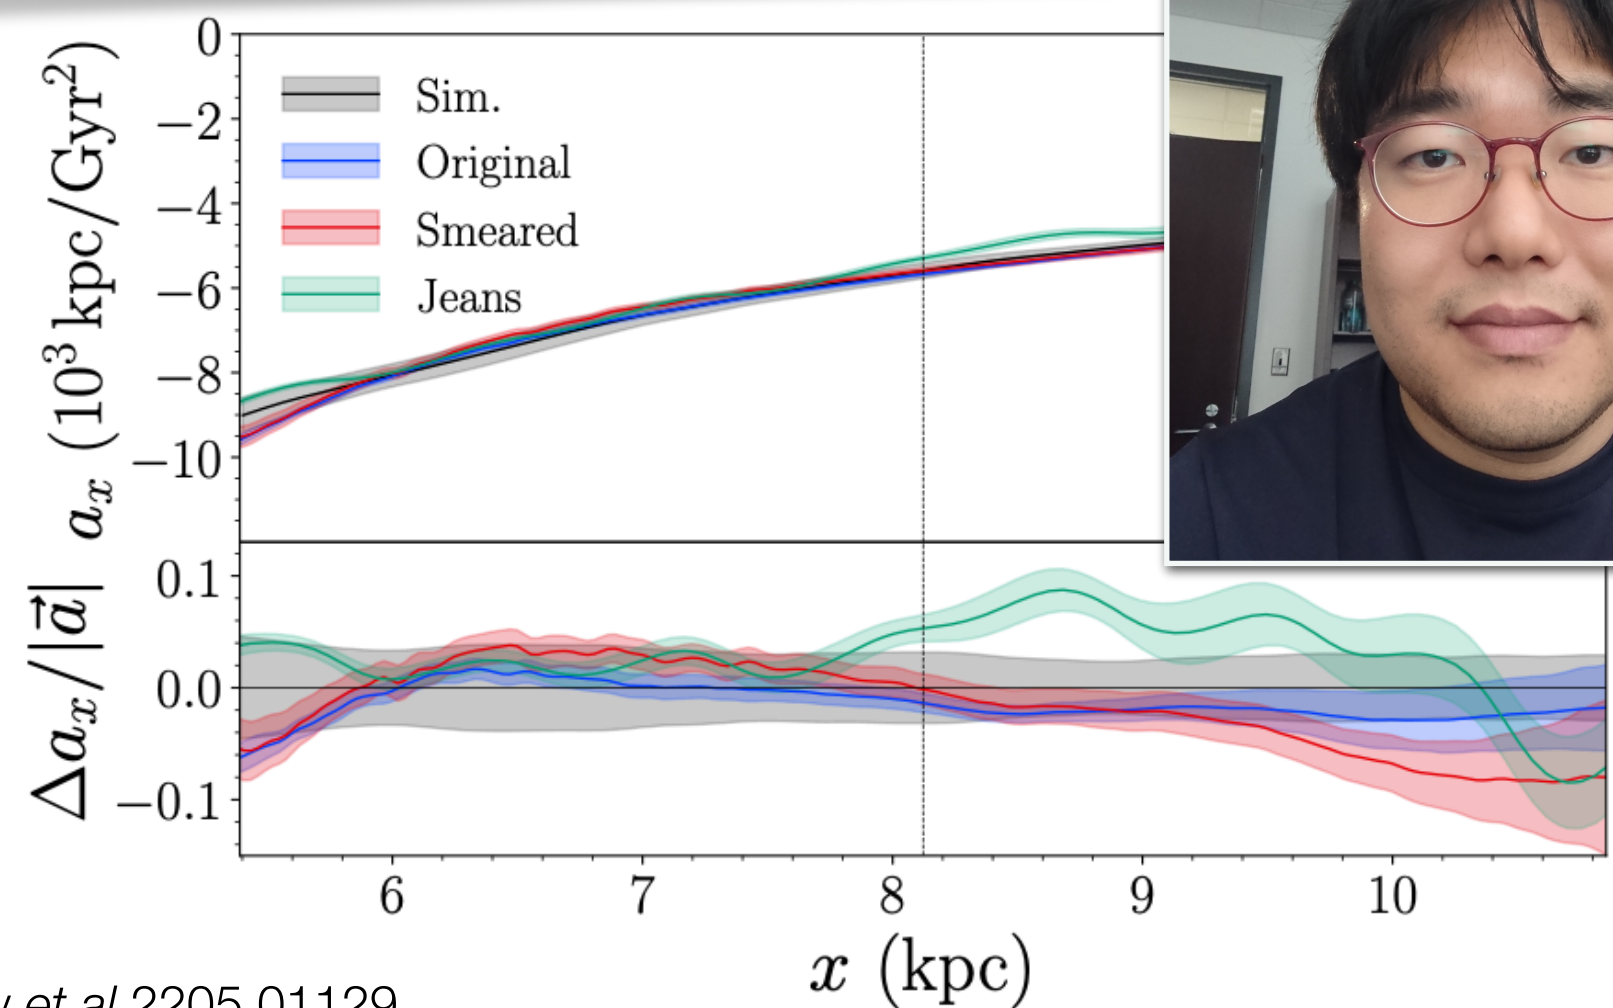 0
−2
−4
−6
−8
−10
a_x (10³ kpc/Gyr²)
Sim.
Original
Smeared
Jeans
0.1
0.0
−0.1
Δa_x/|a⃗|
6 7 8 9 10
x (kpc)
et al 2205.01129